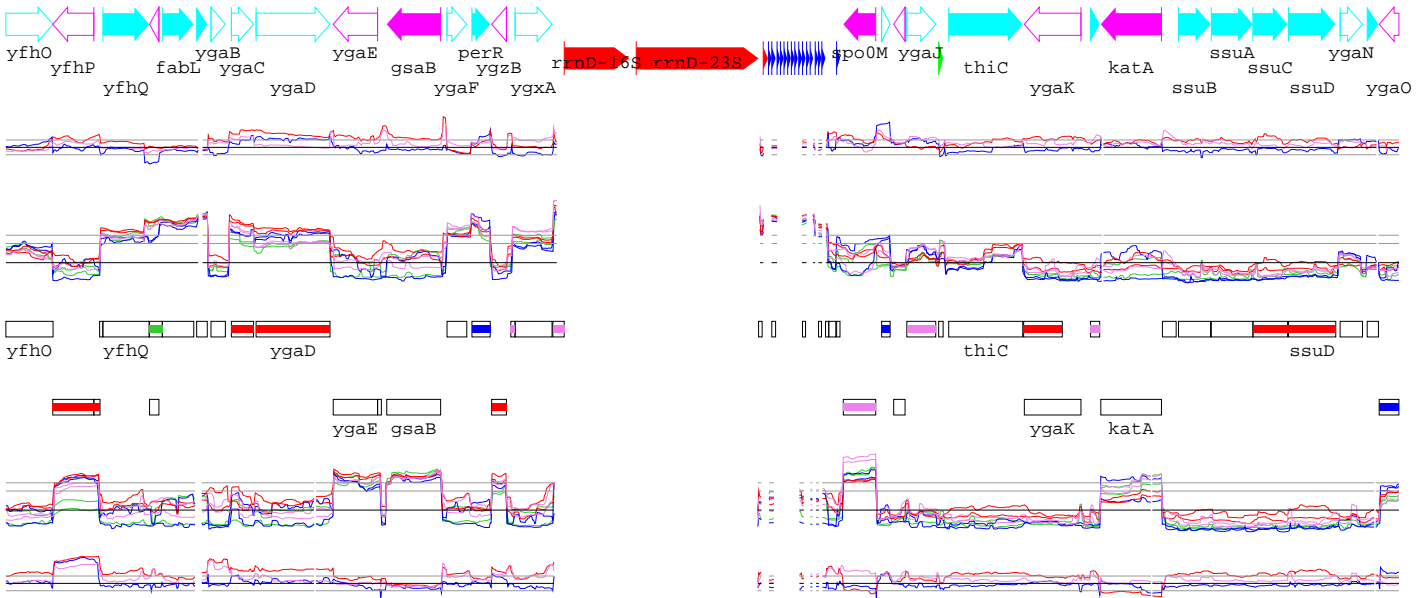 yfhO ygaB ygaE perR spo0M ygaJ ssuA ygaN
yfhP fabL ygaC gsaB ygzB rrnD-16S rrnD-23S thiC katA ssuC
yfhQ ygaD ygaF ygxA ygaK ssuB ssuD ygaO
yfhO yfhQ ygaD thiC ssuD
ygaE gsaB ygaK katA